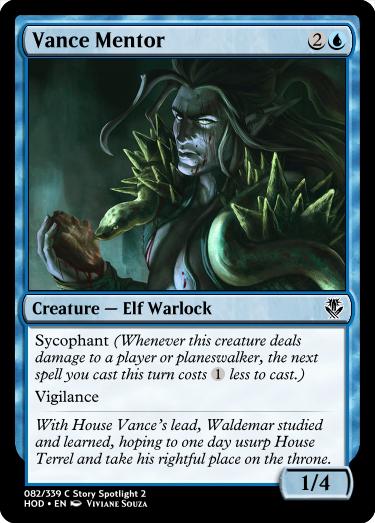 Vance Mentor 2
Creature — Elf Warlock
Sycophant (Whenever this creature deals
damage to a player or planeswalker, the next
spell you cast this turn costs 1 less to cast.)
Vigilance
With House Vance's lead, Waldemar studied
and learned, hoping to one day usurp House
Terrel and take his rightful place on the throne.
1/4
082/339 C Story Spotlight 2
HOD • EN Viviane Souza